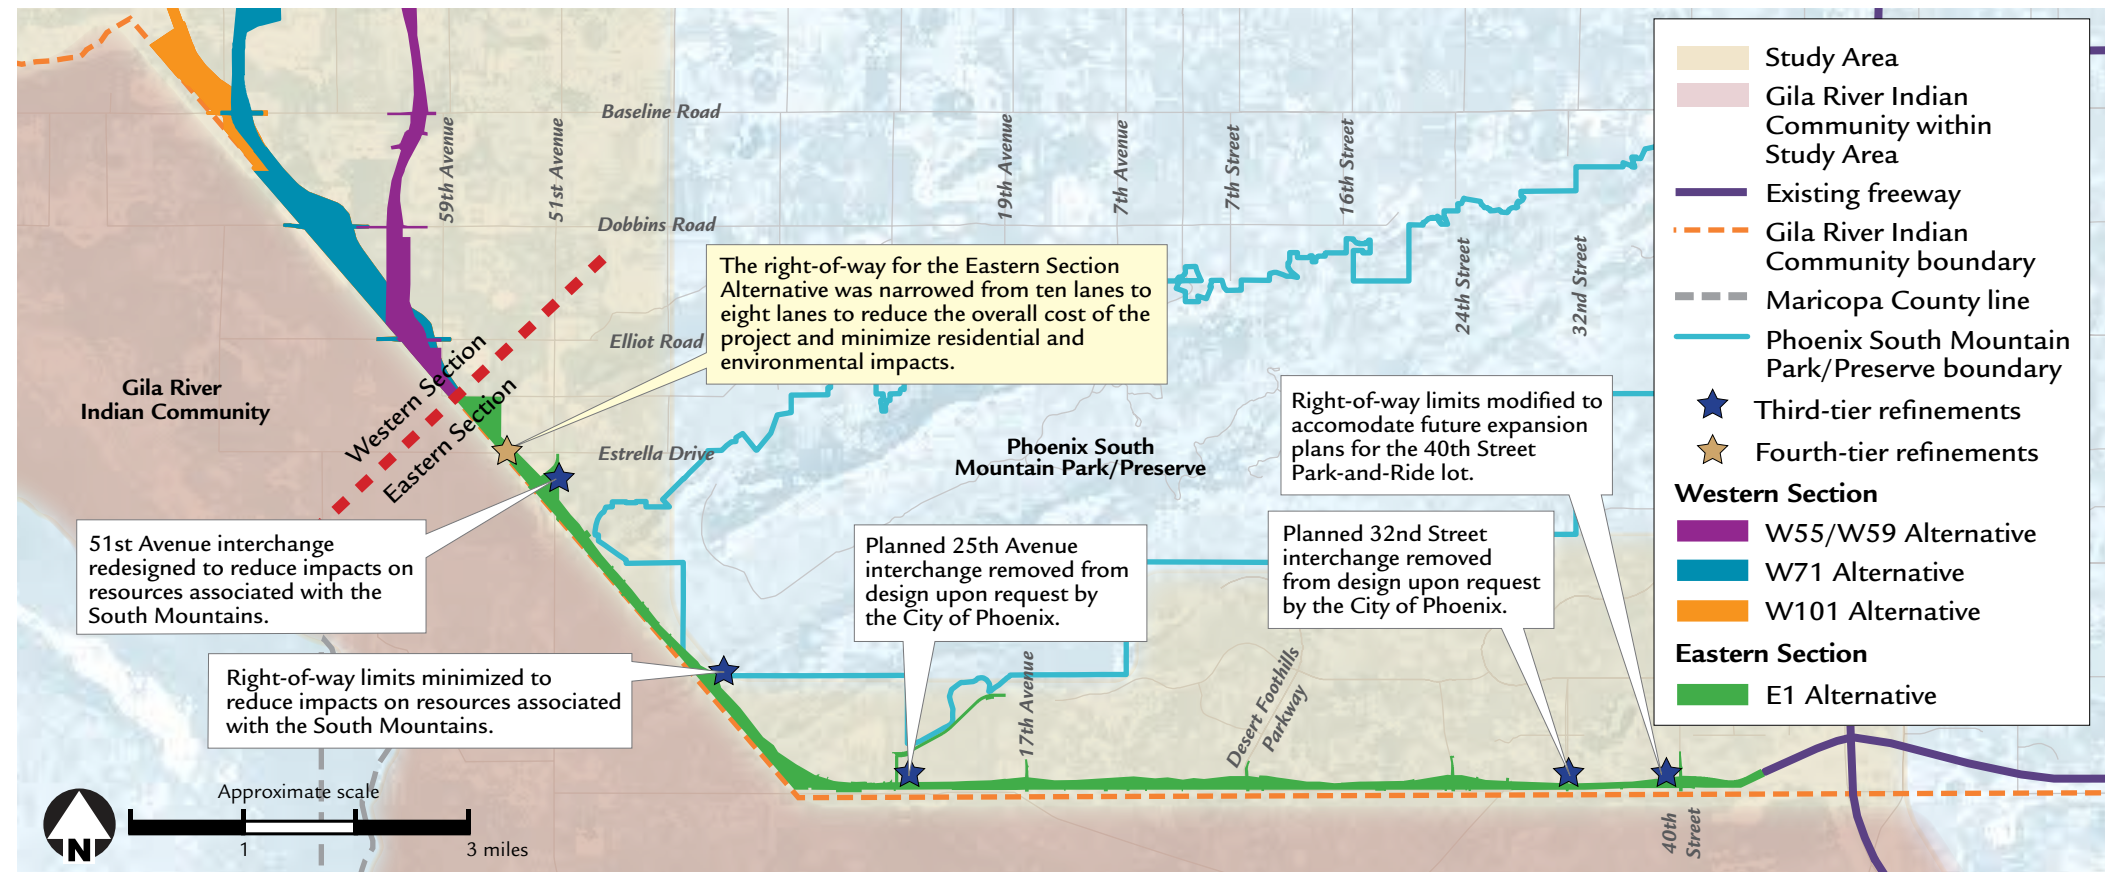 Baseline Road
59th Avenue
51st Avenue
19th Avenue
7th Avenue
7th Street
16th Street
24th Street
32nd Street
Dobbins Road
Elliot Road
Estrella Drive
The right-of-way for the Eastern Section
Alternative was narrowed from ten lanes to
eight lanes to reduce the overall cost of the
project and minimize residential and
environmental impacts.
Western Section
Eastern Section
Gila River
Indian Community
Phoenix South
Mountain Park/Preserve
Right-of-way limits modified to
accomodate future expansion
plans for the 40th Street
Park-and-Ride lot.
51st Avenue interchange
redesigned to reduce impacts on
resources associated with the
South Mountains.
Planned 25th Avenue
interchange removed from
design upon request by
the City of Phoenix.
Planned 32nd Street
interchange removed
from design upon request
by the City of Phoenix.
Right-of-way limits minimized to
reduce impacts on resources associated
with the South Mountains.
17th Avenue
Desert Foothills
Parkway
40th
Street
Approximate scale
N
1
3 miles
Study Area
Gila River Indian
Community within
Study Area
Existing freeway
Gila River Indian
Community boundary
Maricopa County line
Phoenix South Mountain
Park/Preserve boundary
Third-tier refinements
Fourth-tier refinements
Western Section
W55/W59 Alternative
W71 Alternative
W101 Alternative
Eastern Section
E1 Alternative